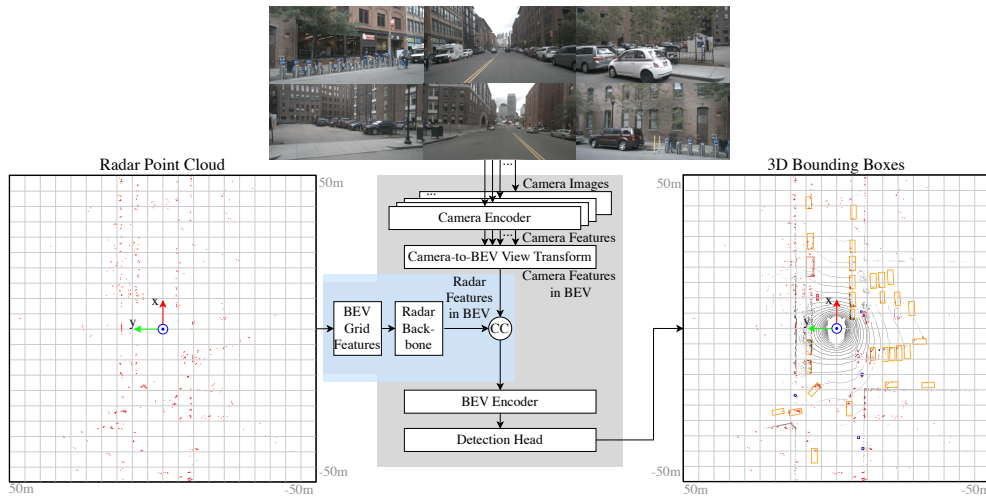 Radar Point Cloud
3D Bounding Boxes
...
50m
50m
...
Camera Images
Camera Encoder
...
Camera Features
Camera-to-BEV View Transform
Camera Features
in BEV
Radar
Features
in BEV
x
y
x
y
BEV
Grid
Features
Radar
Back-
bone
CC
BEV Encoder
Detection Head
-50m
-50m
50m
-50m
50m
-50m